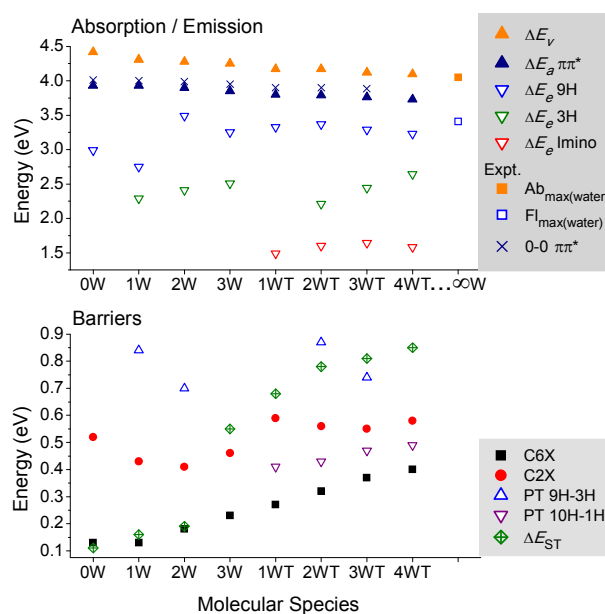 Absorption / Emission
Energy (eV)
4.5
4.0
3.5
3.0
2.5
2.0
1.5
0W 1W 2W 3W 1WT 2WT 3WT 4WT ...∞W
ΔEv
ΔEa ππ*
ΔEe 9H
ΔEe 3H
ΔEe Imino
Expt.
Abmax(water)
Flmax(water)
0-0 ππ*
Barriers
Energy (eV)
0.9
0.8
0.7
0.6
0.5
0.4
0.3
0.2
0.1
0W 1W 2W 3W 1WT 2WT 3WT 4WT
Molecular Species
C6X
C2X
PT 9H-3H
PT 10H-1H
ΔEST